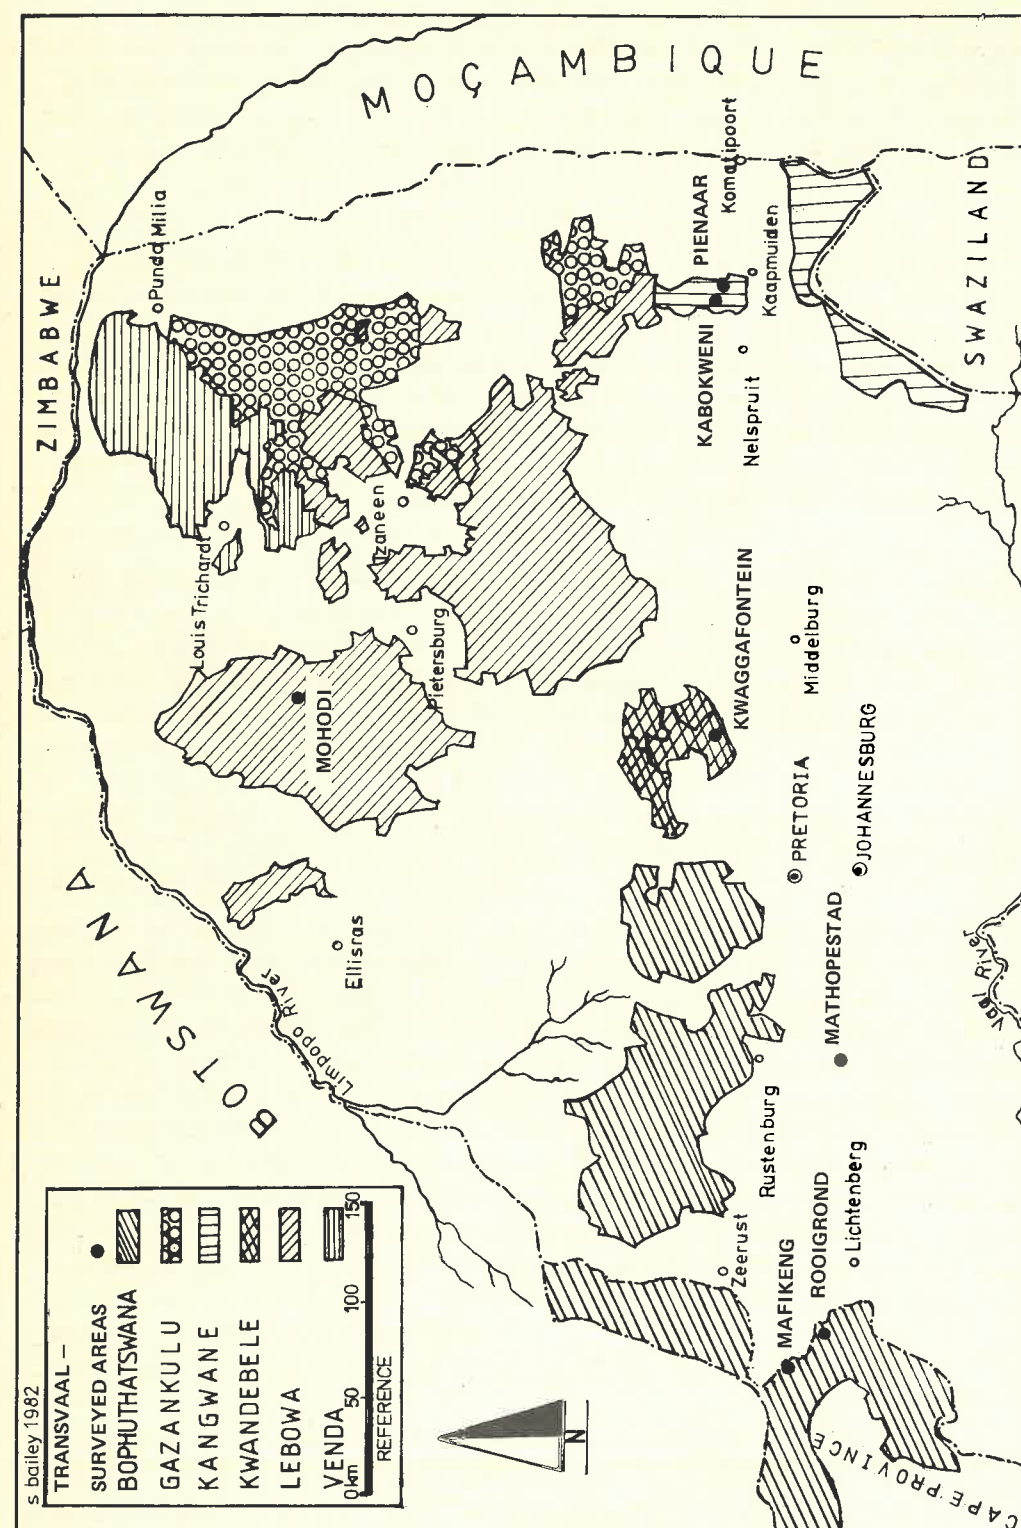 s bailey 1982
TRANSVAAL –
SURVEYED AREAS
BOPHUTHATSWANA
GAZANKULU
KANGWANE
KWANDEBELE
LEBOWA
VENDA
0km 50 100 150
REFERENCE
N
BOTSWANA
ZIMBABWE
MOÇAMBIQUE
SWAZILAND
CAPE PROVINCE
Limpopo River
Vaal River
Punda Milia
Louis Trichardt
Tzaneen
Pietersburg
MOHODI
Ellisras
KABOKWENI
PIENAAR
Komatipoort
Kaapmuiden
Nelspruit
KWAGGAFONTEIN
Middelburg
PRETORIA
JOHANNESBURG
MATHOPESTAD
Rustenburg
Zeerust
MAFIKENG
ROOIGROND
Lichtenberg